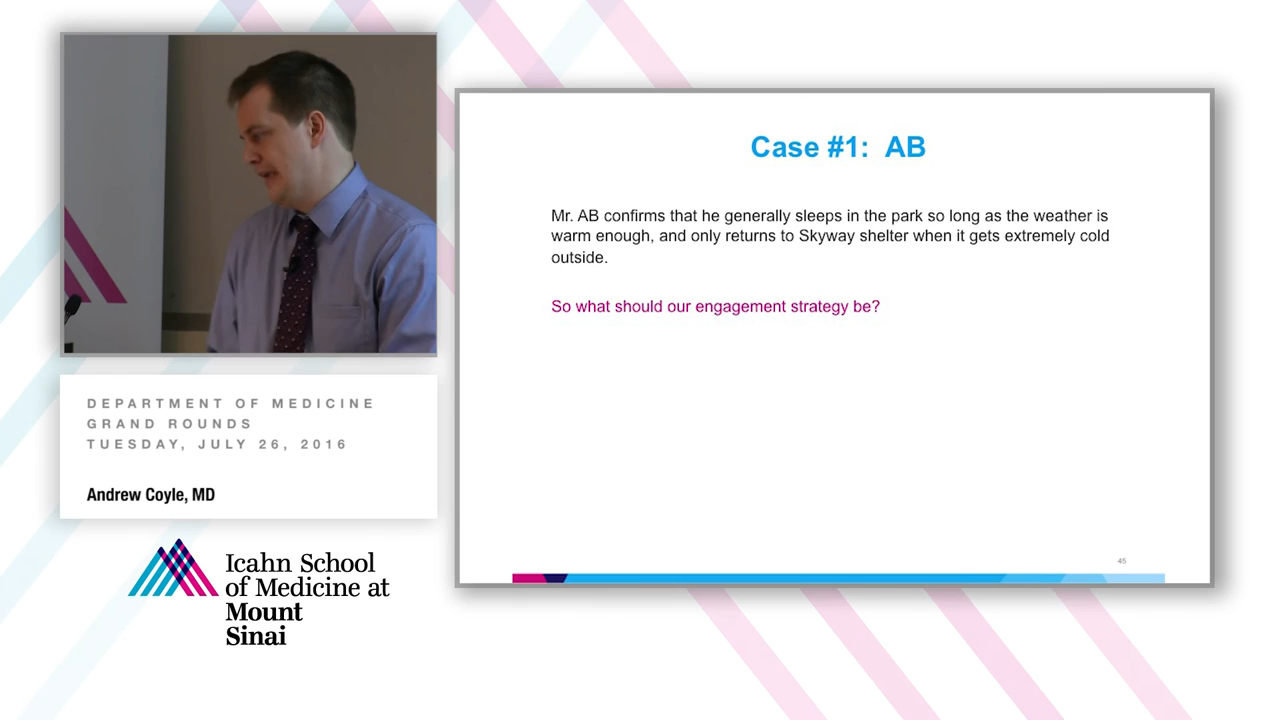 Case #1: AB
Mr. AB confirms that he generally sleeps in the park so long as the weather is
warm enough, and only returns to Skyway shelter when it gets extremely cold
outside.
So what should our engagement strategy be?
45
DEPARTMENT OF MEDICINE
GRAND ROUNDS
TUESDAY, JULY 26, 2016
Andrew Coyle, MD
Icahn School
of Medicine at
Mount
Sinai